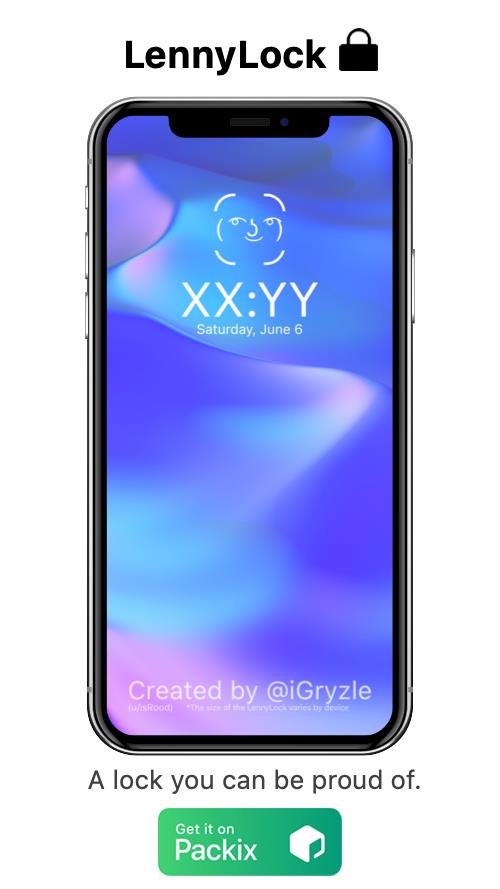 LennyLock
XX:YY
Saturday, June 6
Created by @iGryzle
(u/isRood) *The size of the LennyLock varies by device
A lock you can be proud of.
Get it on
Packix